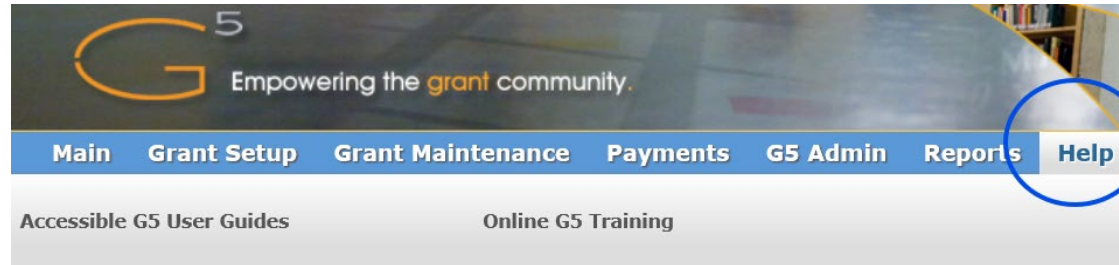 G5
Empowering the grant community.
Main Grant Setup Grant Maintenance Payments G5 Admin Reports Help
Accessible G5 User Guides Online G5 Training